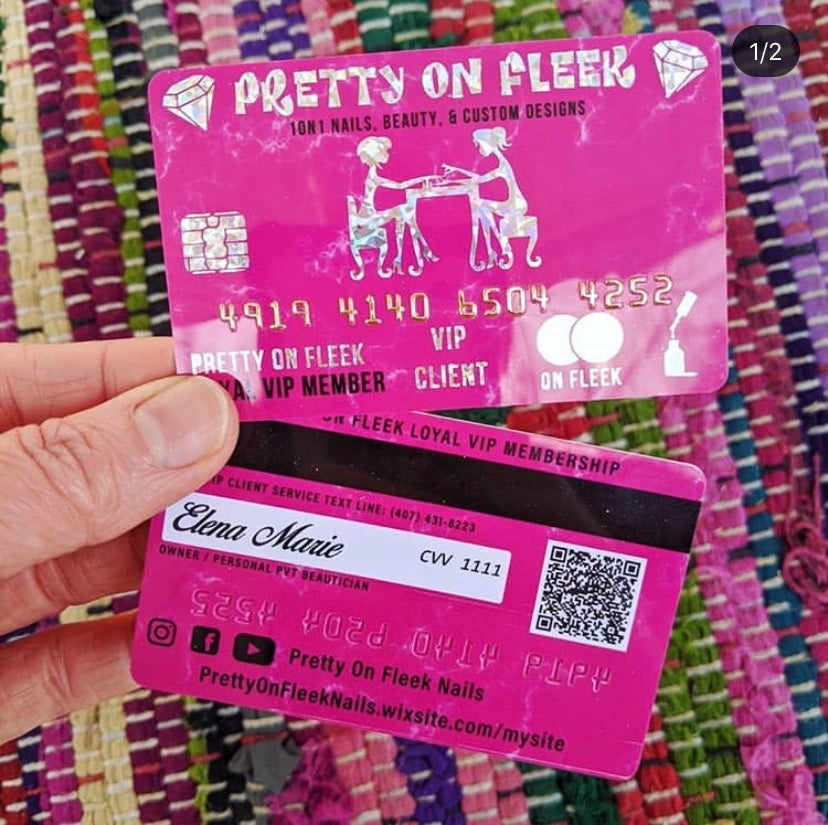 1/2
PRETTY ON FLEEK
1ON1 NAILS, BEAUTY, & CUSTOM DESIGNS
4919 4140 6504 4252
PRETTY ON FLEEK
VIP MEMBER
VIP
CLIENT
ON FLEEK
FLEEK LOYAL VIP MEMBERSHIP
CLIENT SERVICE TEXT LINE: (407) 431-8223
Elena Marie
CVV 1111
OWNER / PERSONAL PVT BEAUTICIAN
Pretty On Fleek Nails
PrettyOnFleekNails.wixsite.com/mysite